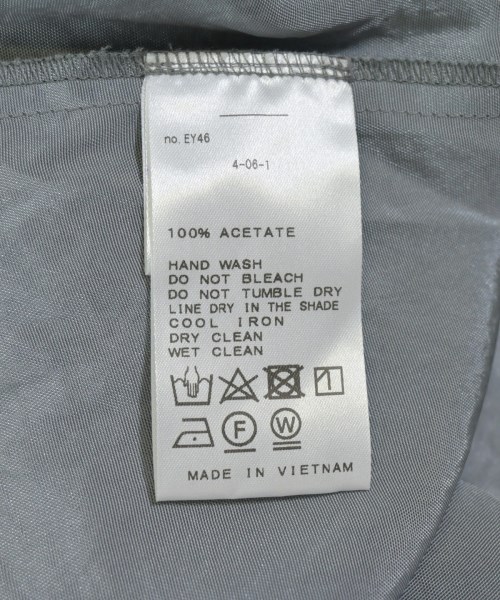 no. EY46
4-06-1
100% ACETATE
HAND WASH
DO NOT BLEACH
DO NOT TUMBLE DRY
LINE DRY IN THE SHADE
COOL IRON
DRY CLEAN
WET CLEAN
F
W
MADE IN VIETNAM